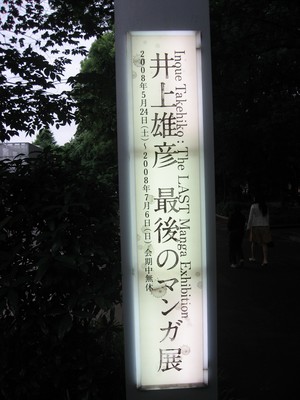 Inoue Takehiko: The LAST Manga Exhibition
井上雄彦 最後のマンガ展
2008年5月24日(土)～2008年7月6日(日) 会期中無休